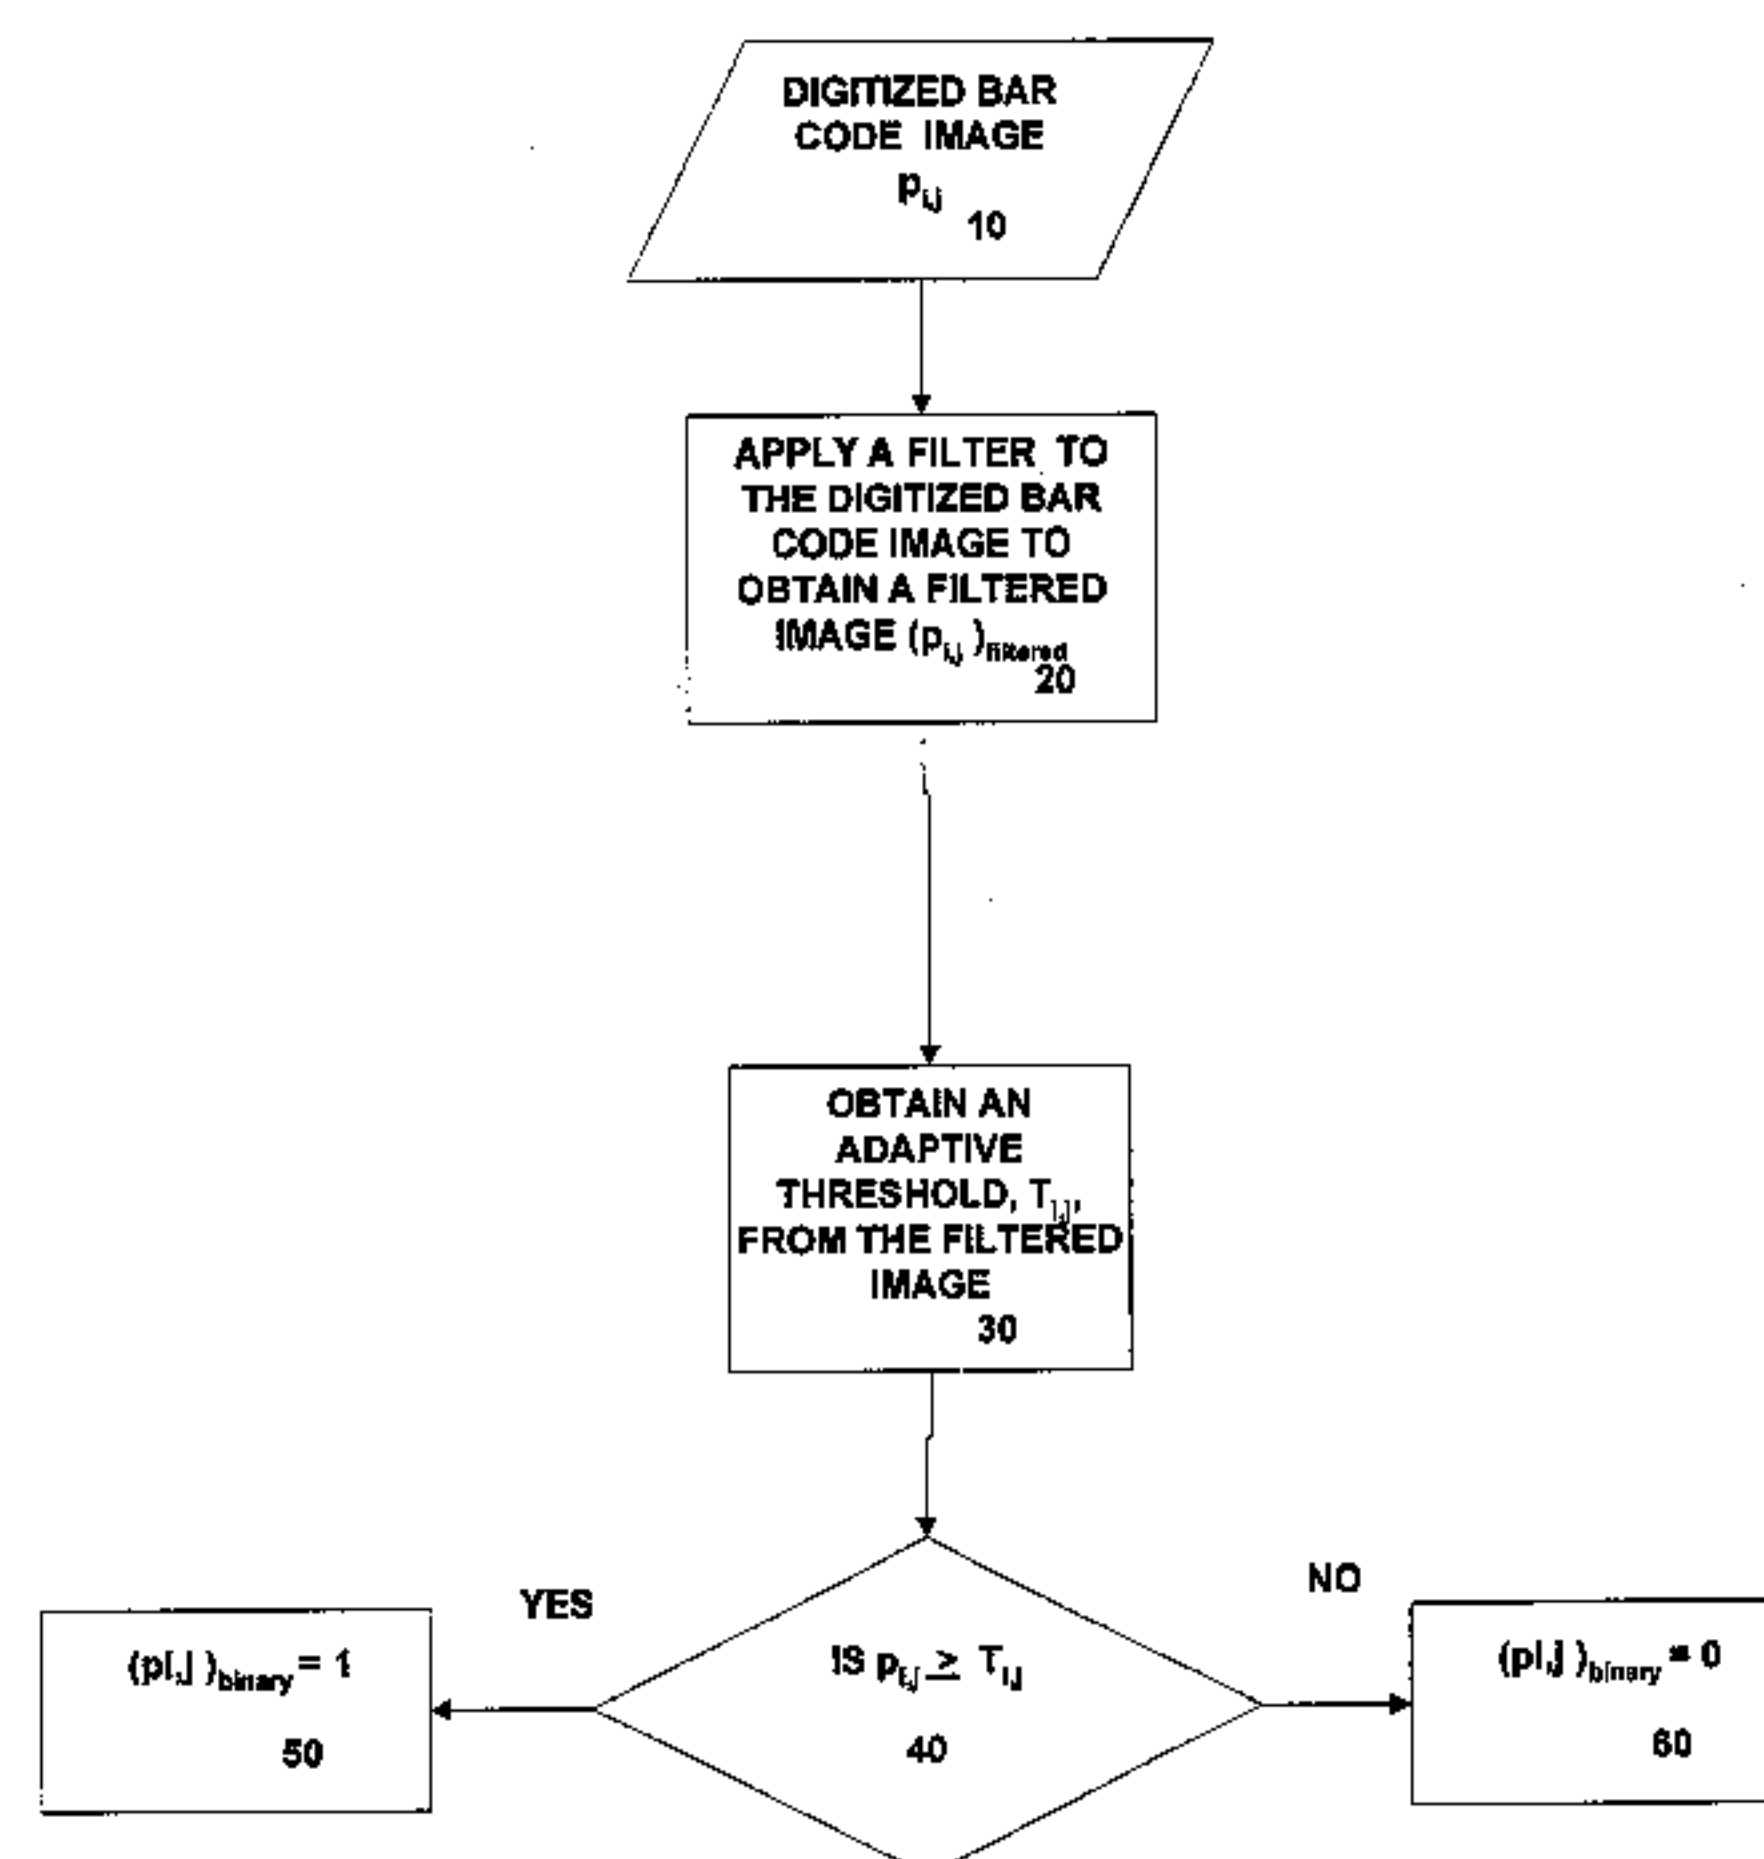 DIGITIZED BAR
CODE IMAGE
p i,j
10
APPLY A FILTER TO
THE DIGITIZED BAR
CODE IMAGE TO
OBTAIN A FILTERED
IMAGE (p i,j ) filtered
20
OBTAIN AN
ADAPTIVE
THRESHOLD, T i,j,
FROM THE FILTERED
IMAGE
30
YES
NO
(p i,j ) binary = 1
50
IS p i,j ≥ T i,j
40
(p i,j ) binary = 0
60